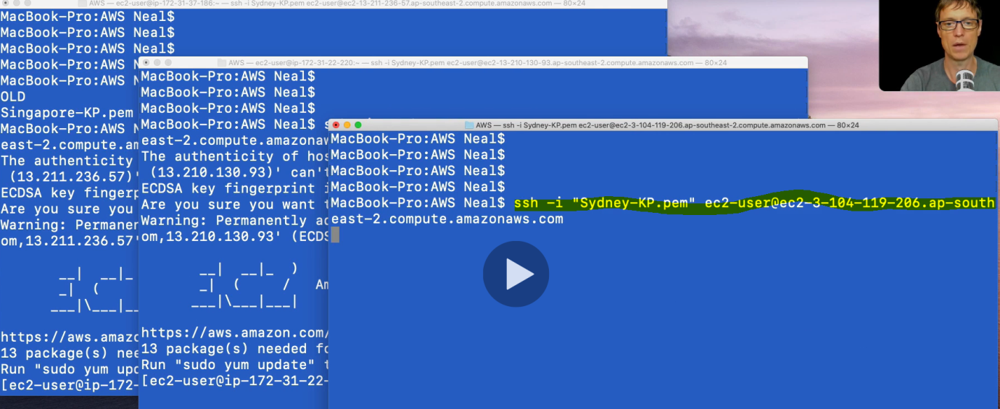 AWS — ec2-user@ip-172-31-37-186:~ — ssh -i Sydney-KP.pem ec2-user@ec2-13-211-236-57.ap-southeast-2.compute.amazonaws.com — 80×24
MacBook-Pro:AWS Neal$
MacBook-Pro:AWS Neal$
MacBook-Pro:AWS Neal$
MacBook-Pro:AWS N
MacBook-Pro:AWS N
OLD
Singapore-KP.pem
MacBook-Pro:AWS N
east-2.compute.am
The authenticity
(13.211.236.57)'
ECDSA key fingerp
Are you sure you
Warning: Permanen
om,13.211.236.57'
__| __|_
_| (
___|\___|__
https://aws.amazo
13 package(s) nee
Run "sudo yum upd
[ec2-user@ip-172-
AWS — ec2-user@ip-172-31-22-220:~ — ssh -i Sydney-KP.pem ec2-user@ec2-13-210-130-93.ap-southeast-2.compute.amazonaws.com — 80×24
MacBook-Pro:AWS Neal$
MacBook-Pro:AWS Neal$
MacBook-Pro:AWS Neal$
MacBook-Pro:AWS Neal$ s
east-2.compute.amazonaw
The authenticity of hos
(13.210.130.93)' can't
ECDSA key fingerprint i
Are you sure you want t
Warning: Permanently ad
om,13.210.130.93' (ECDS
__| __|_ )
_| ( / Am
___|\___|___|
https://aws.amazon.com/
13 package(s) needed fo
Run "sudo yum update" t
[ec2-user@ip-172-31-22-
AWS — ssh -i Sydney-KP.pem ec2-user@ec2-3-104-119-206.ap-southeast-2.compute.amazonaws.com — 80×24
MacBook-Pro:AWS Neal$
MacBook-Pro:AWS Neal$
MacBook-Pro:AWS Neal$
MacBook-Pro:AWS Neal$
MacBook-Pro:AWS Neal$ ssh -i "Sydney-KP.pem" ec2-user@ec2-3-104-119-206.ap-south
east-2.compute.amazonaws.com